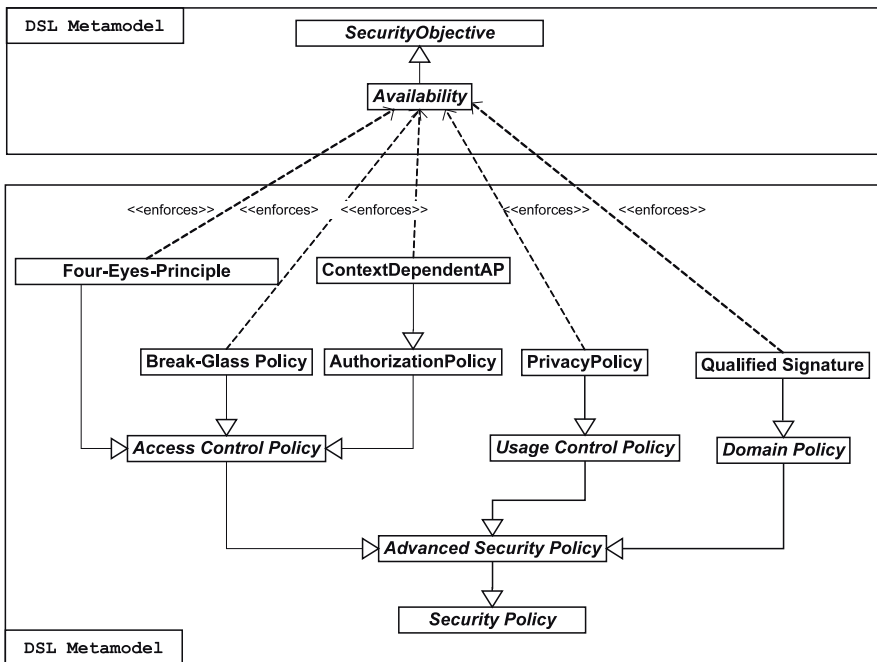 DSL Metamodel
SecurityObjective
Availability
<<enforces>> <<enforces> <<enforces>> <<enforces>> <<enforces>>
Four-Eyes-Principle
ContextDependentAP
Break-Glass Policy
AuthorizationPolicy
PrivacyPolicy
Qualified Signature
Access Control Policy
Usage Control Policy
Domain Policy
Advanced Security Policy
Security Policy
DSL Metamodel